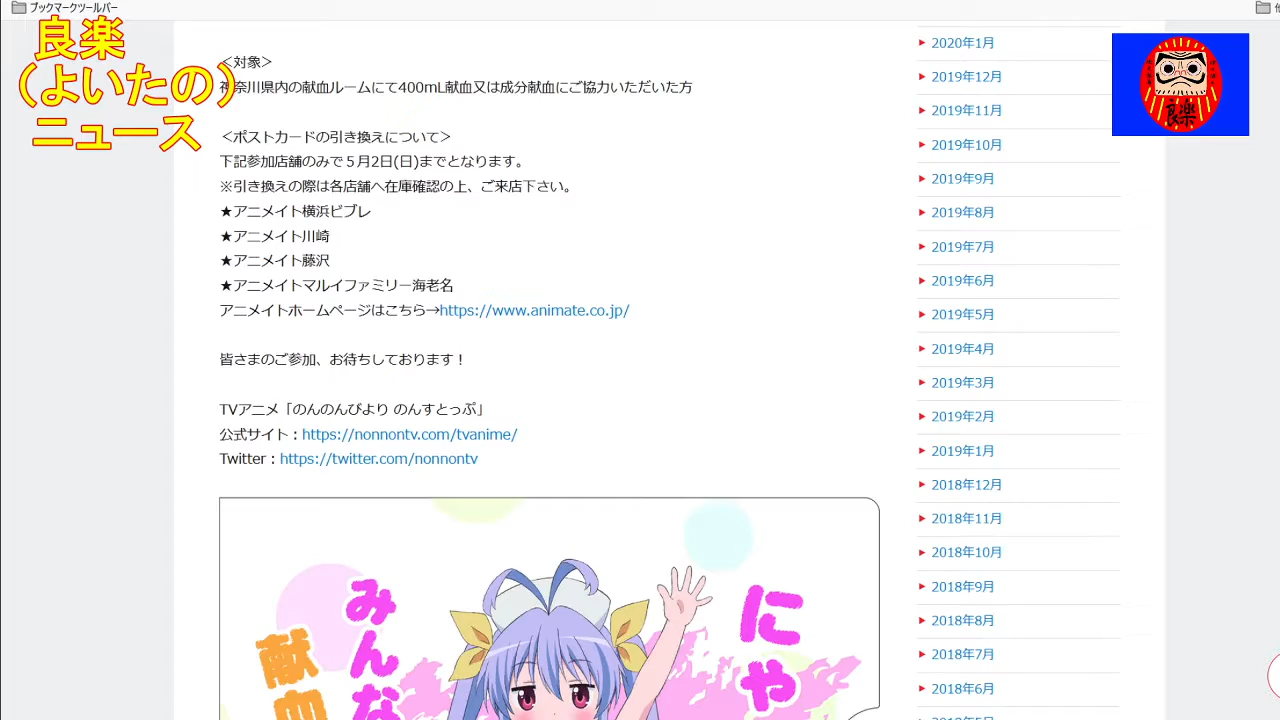 ブックマークツールバー
良楽
(よいたの)
ニュース
＜対象＞
神奈川県内の献血ルームにて400mL献血又は成分献血にご協力いただいた方
＜ポストカードの引き換えについて＞
下記参加店舗のみで５月2日(日)までとなります。
※引き換えの際は各店舗へ在庫確認の上、ご来店下さい。
★アニメイト横浜ビブレ
★アニメイト川崎
★アニメイト藤沢
★アニメイトマルイファミリー海老名
アニメイトホームページはこちら→https://www.animate.co.jp/
皆さまのご参加、お待ちしております！
TVアニメ「のんのんびより のんすとっぷ」
公式サイト：https://nonnontv.com/tvanime/
Twitter：https://twitter.com/nonnontv
にゃ
みんな
献血
2020年1月
2019年12月
2019年11月
2019年10月
2019年9月
2019年8月
2019年7月
2019年6月
2019年5月
2019年4月
2019年3月
2019年2月
2019年1月
2018年12月
2018年11月
2018年10月
2018年9月
2018年8月
2018年7月
2018年6月
良楽